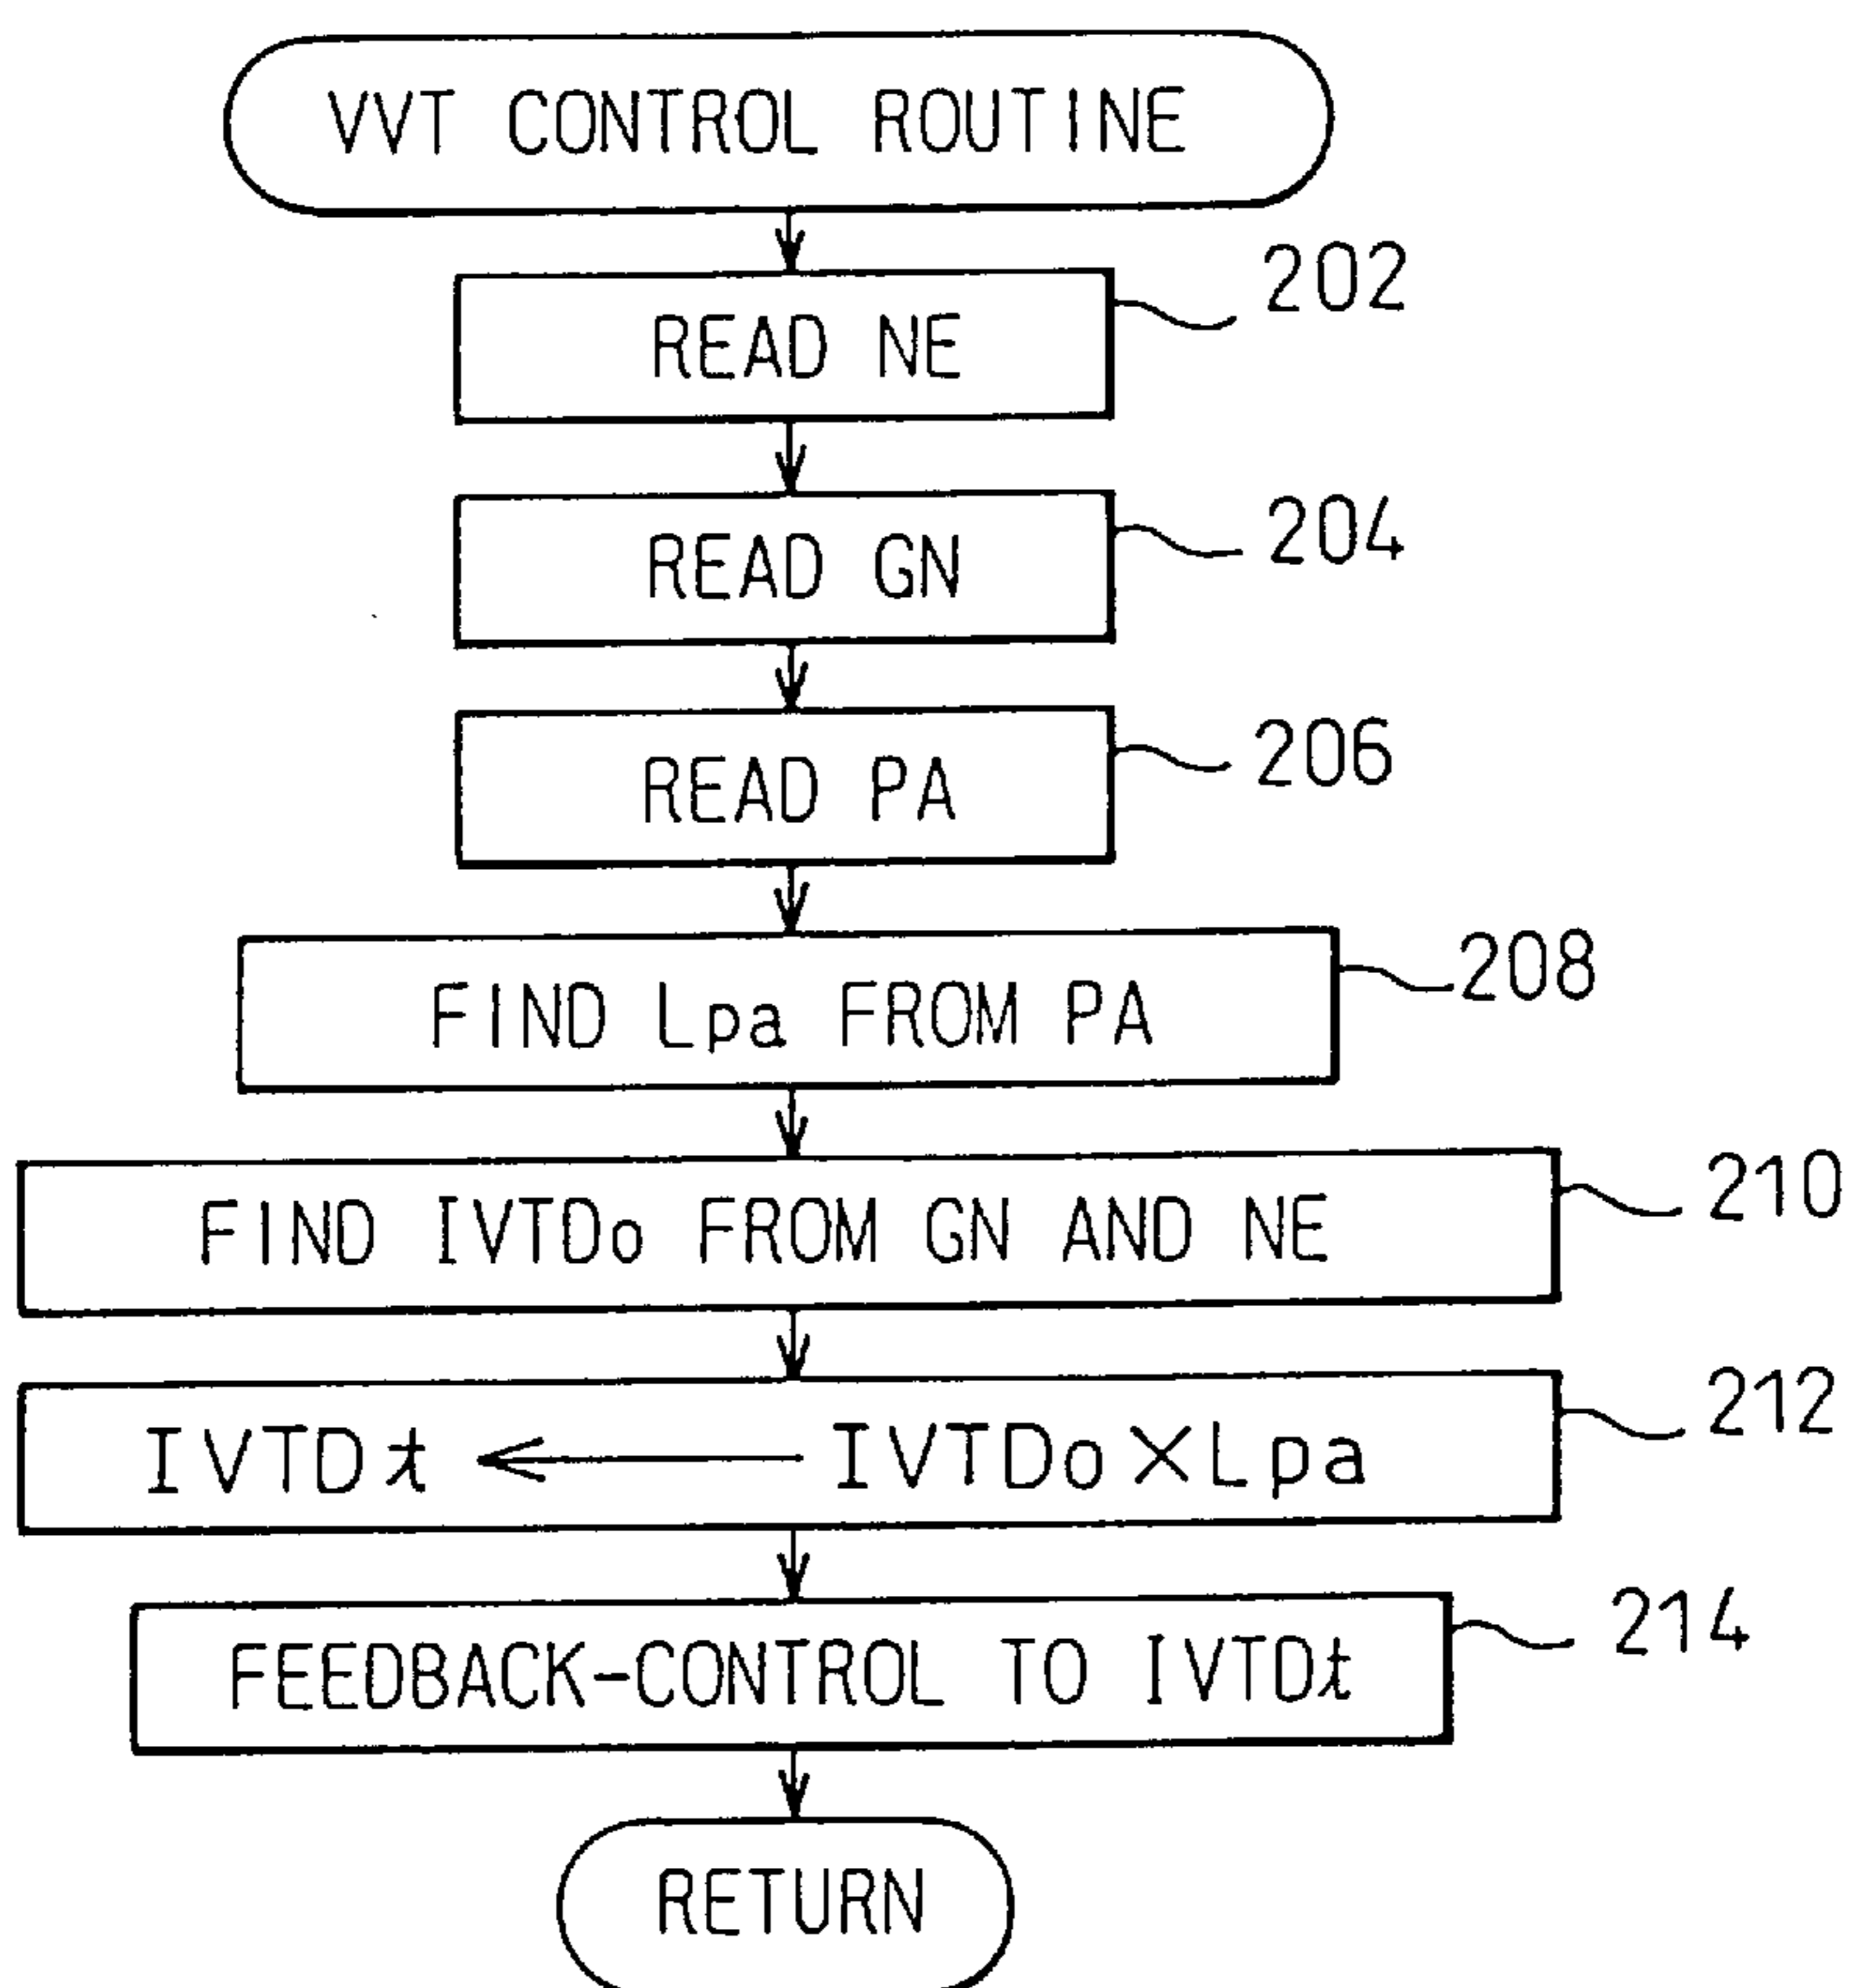 VVT CONTROL ROUTINE
READ NE
202
READ GN
204
READ PA
206
FIND Lpa FROM PA
208
FIND IVTDo FROM GN AND NE
210
IVTDt ← IVTDo×Lpa
212
FEEDBACK-CONTROL TO IVTDt
214
RETURN